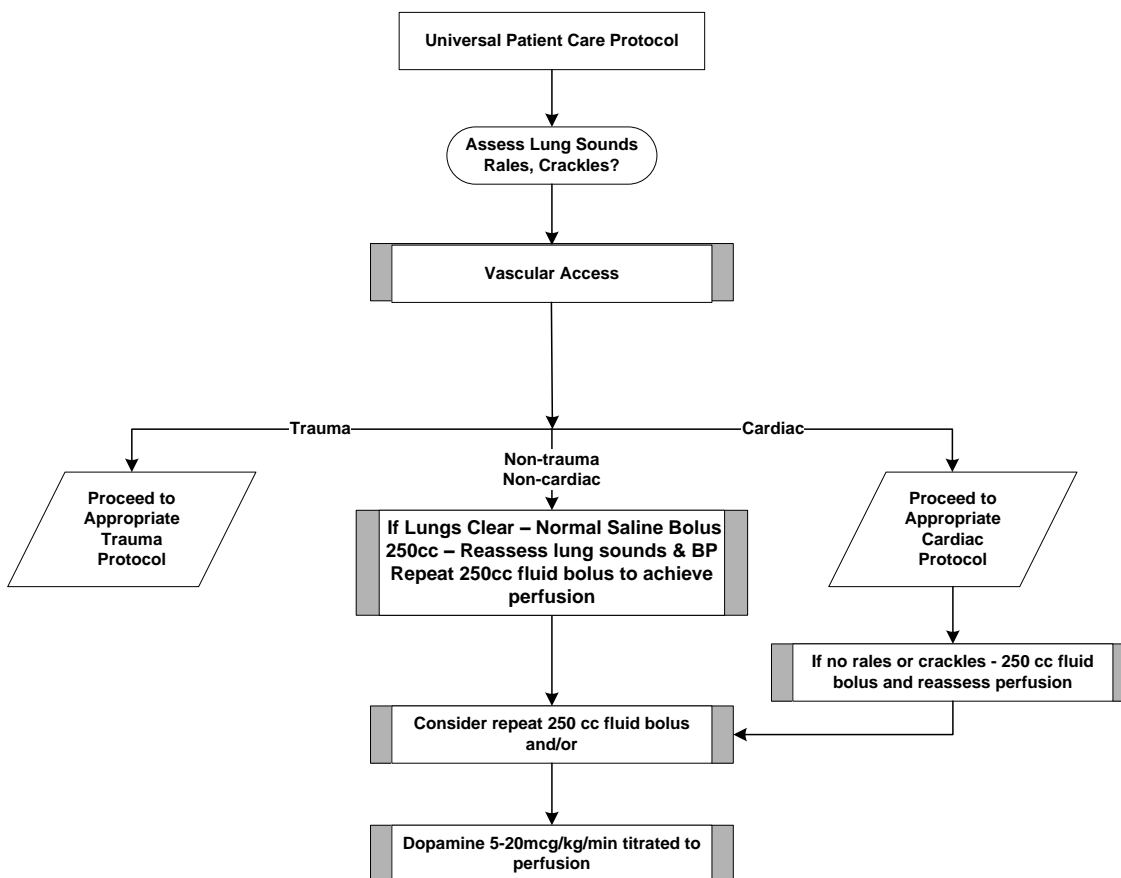 Universal Patient Care Protocol
Assess Lung Sounds
Rales, Crackles?
Vascular Access
Trauma
Non-trauma
Non-cardiac
Cardiac
Proceed to
Appropriate
Trauma
Protocol
If Lungs Clear – Normal Saline Bolus
250cc – Reassess lung sounds & BP
Repeat 250cc fluid bolus to achieve
perfusion
Proceed to
Appropriate
Cardiac
Protocol
If no rales or crackles - 250 cc fluid
bolus and reassess perfusion
Consider repeat 250 cc fluid bolus
and/or
Dopamine 5-20mcg/kg/min titrated to
perfusion